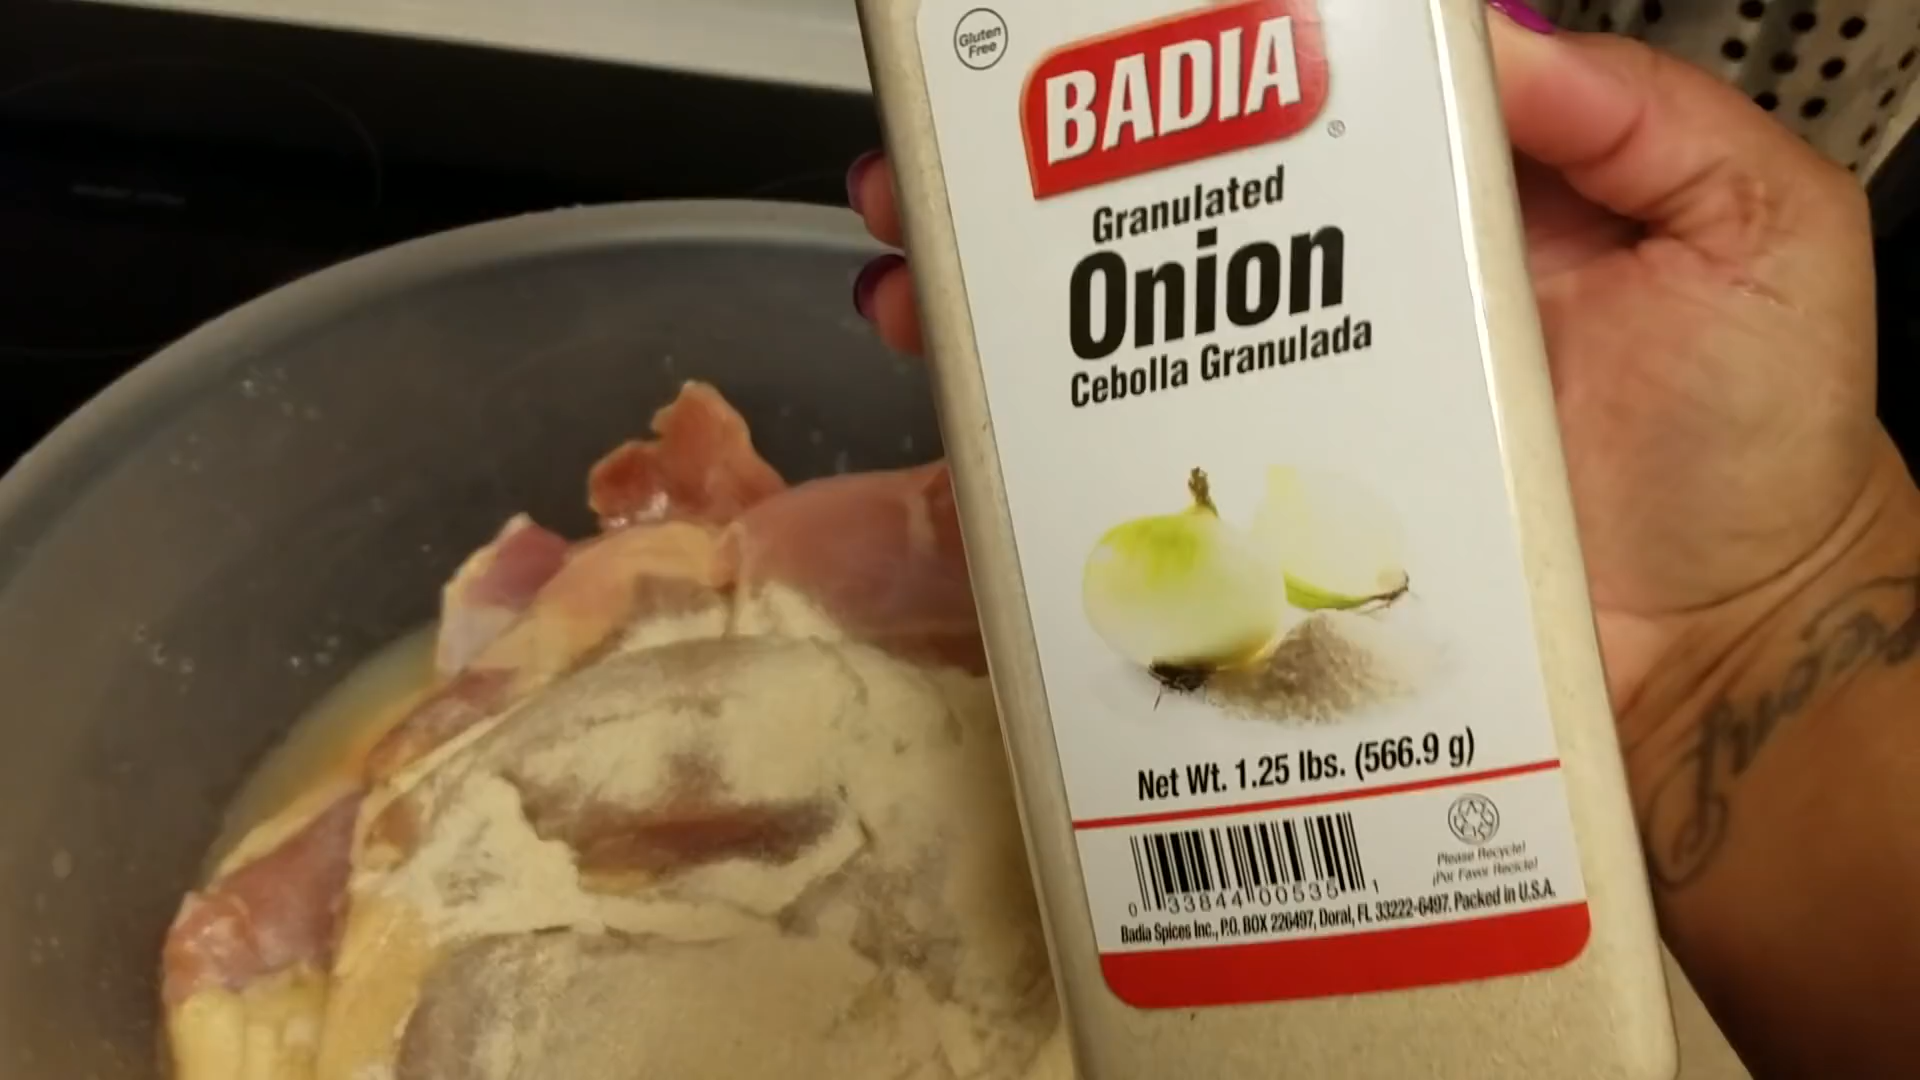 Gluten
Free
BADIA
®
Granulated
Onion
Cebolla Granulada
Net Wt. 1.25 lbs. (566.9 g)
Please Recycle!
¡Por Favor Recicle!
0 33844 00535 1
Badia Spices Inc., P.O. BOX 226497, Doral, FL 33222-6497. Packed in U.S.A.